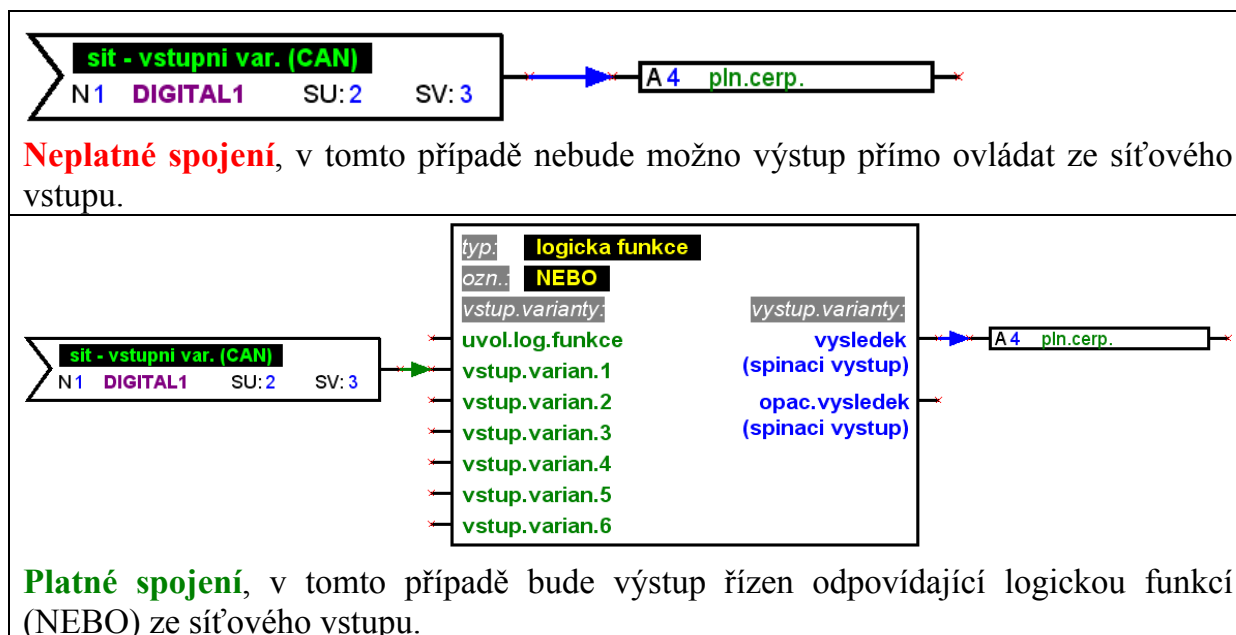 sit - vstupni var. (CAN)
N1 DIGITAL1 SU:2 SV:3
A 4 pln.cerp.
Neplatné spojení, v tomto případě nebude možno výstup přímo ovládat ze síťového
vstupu.
typ: logicka funkce
ozn.: NEBO
vstup.varianty: vystup.varianty:
uvol.log.funkce vysledek
(spinaci vystup)
A 4 pln.cerp.
sit - vstupni var. (CAN)
N1 DIGITAL1 SU:2 SV:3
vstup.varian.1
vstup.varian.2 opac.vysledek
vstup.varian.3 (spinaci vystup)
vstup.varian.4
vstup.varian.5
vstup.varian.6
Platné spojení, v tomto případě bude výstup řízen odpovídající logickou funkcí
(NEBO) ze síťového vstupu.